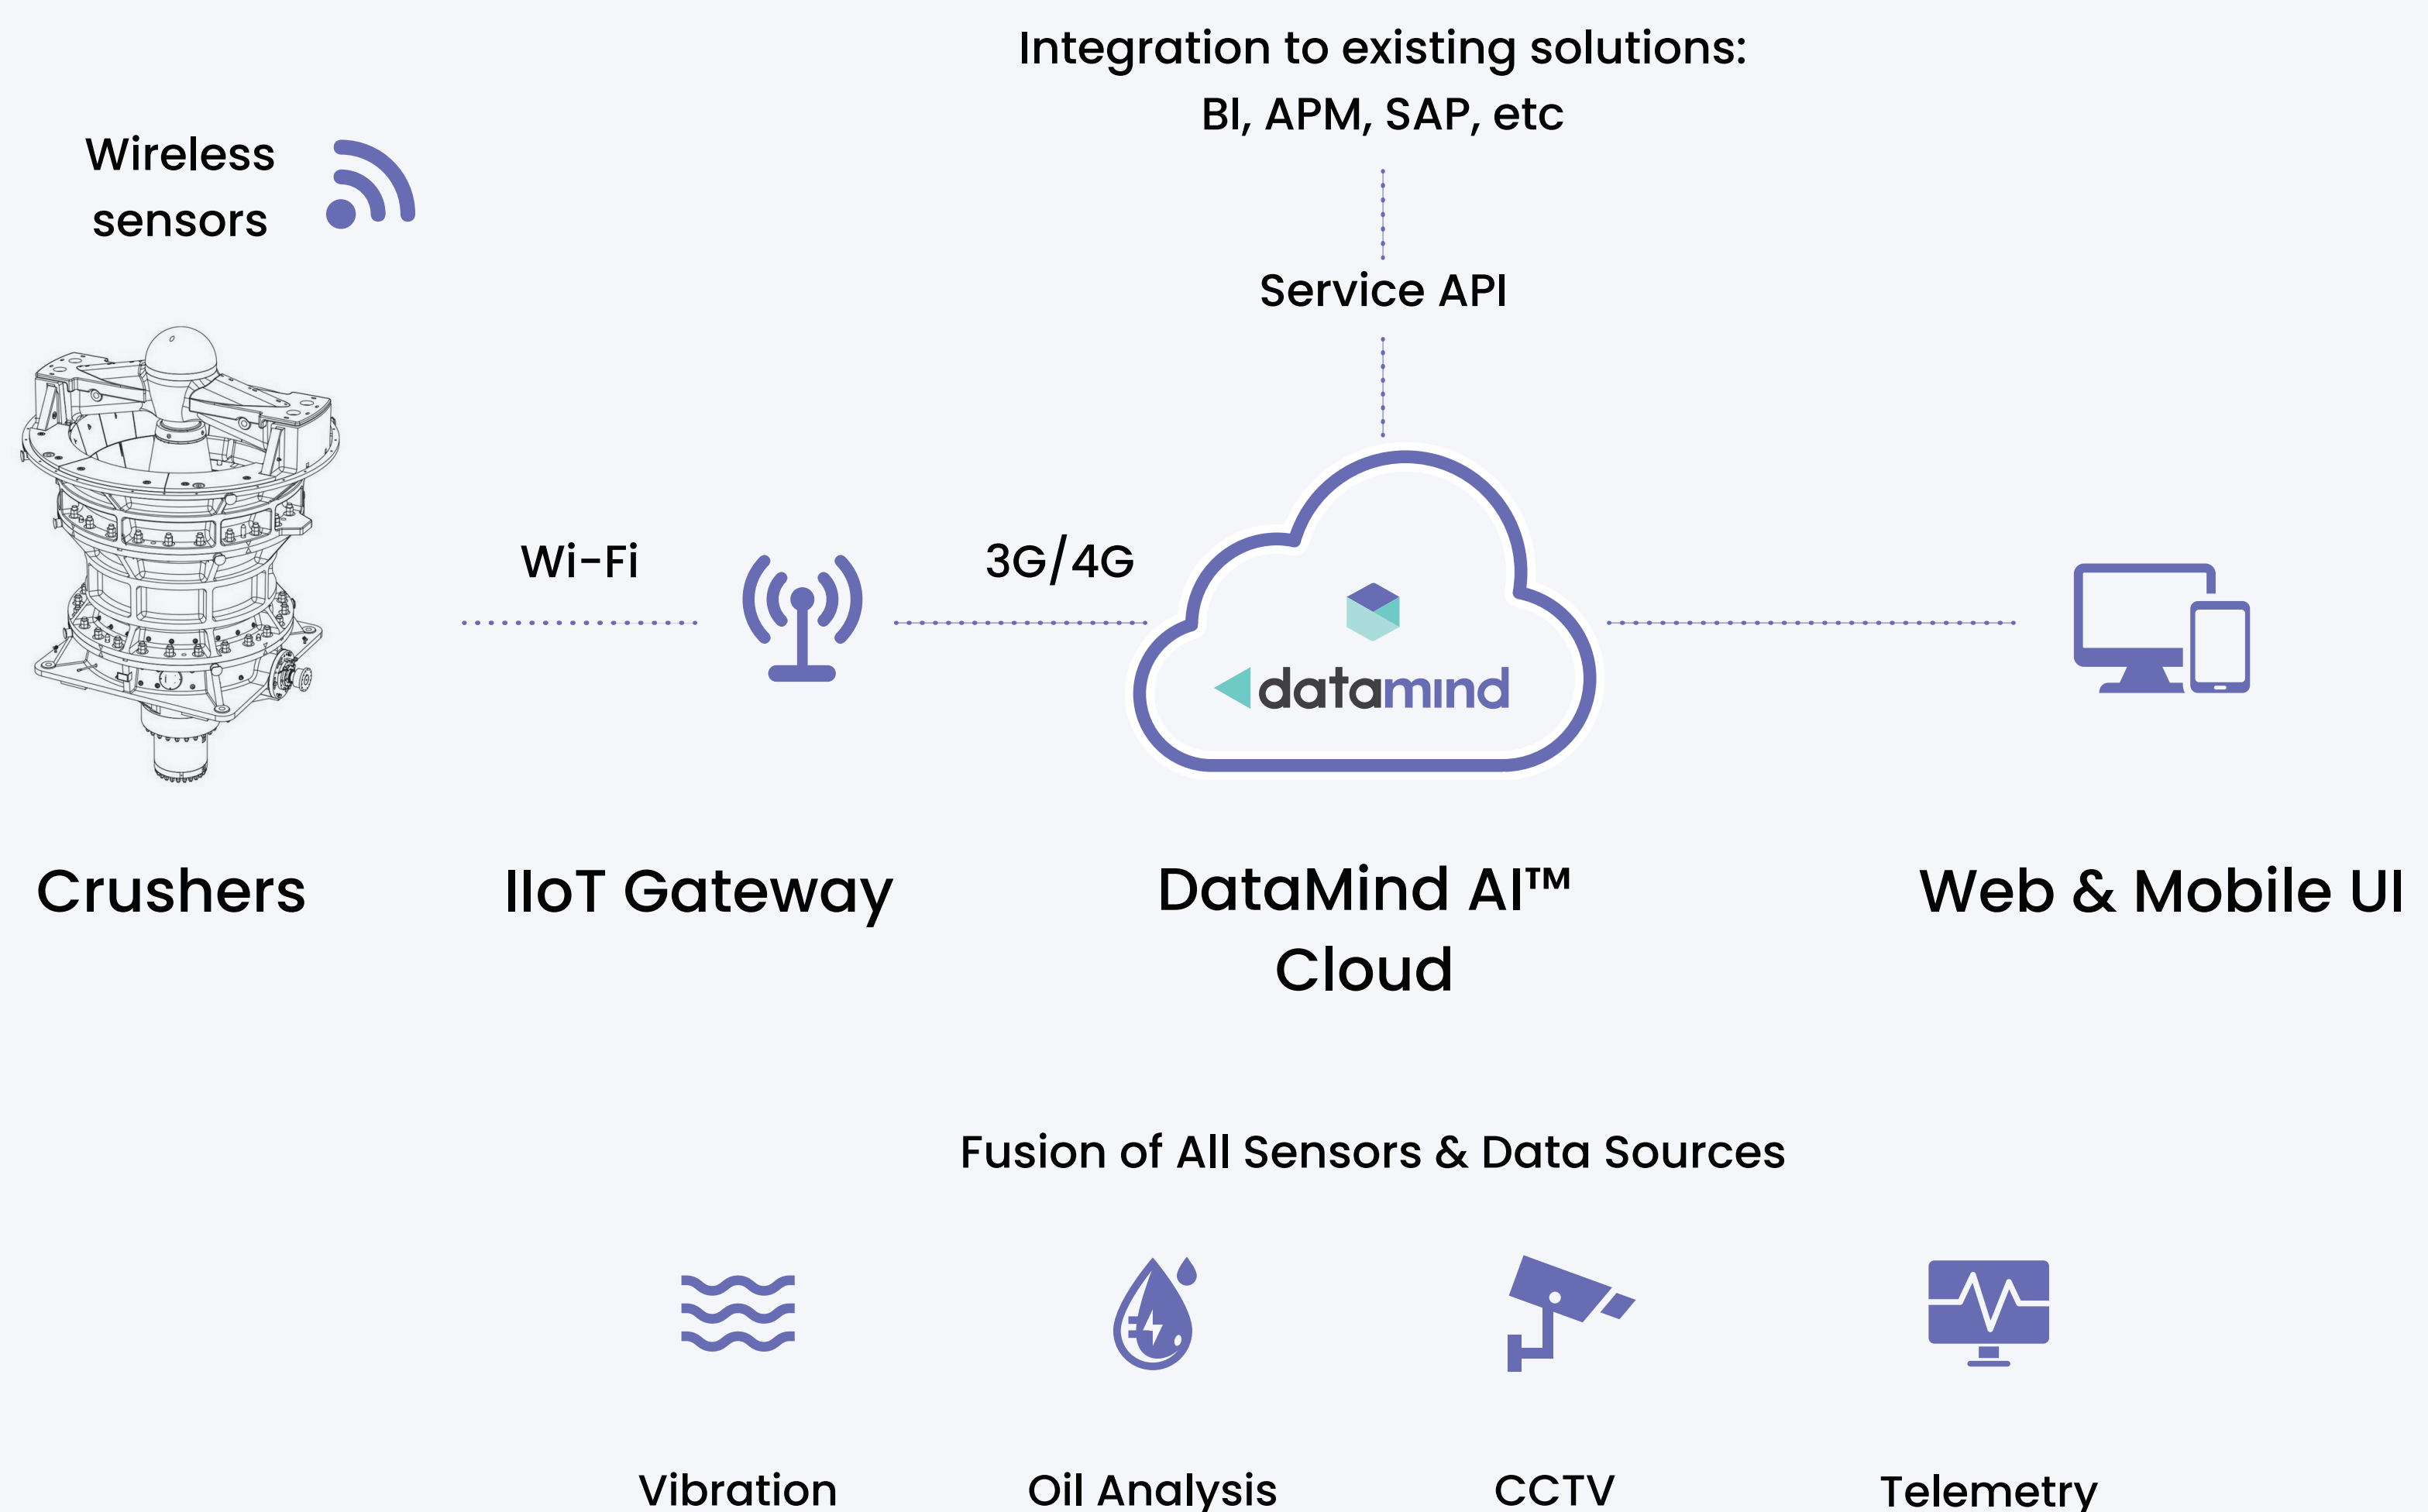 Integration to existing solutions:
BI, APM, SAP, etc
Wireless
sensors
Service API
Wi-Fi
3G/4G
datamind
Crushers
IIoT Gateway
DataMind AI™
Cloud
Web & Mobile UI
Fusion of All Sensors & Data Sources
Vibration
Oil Analysis
CCTV
Telemetry